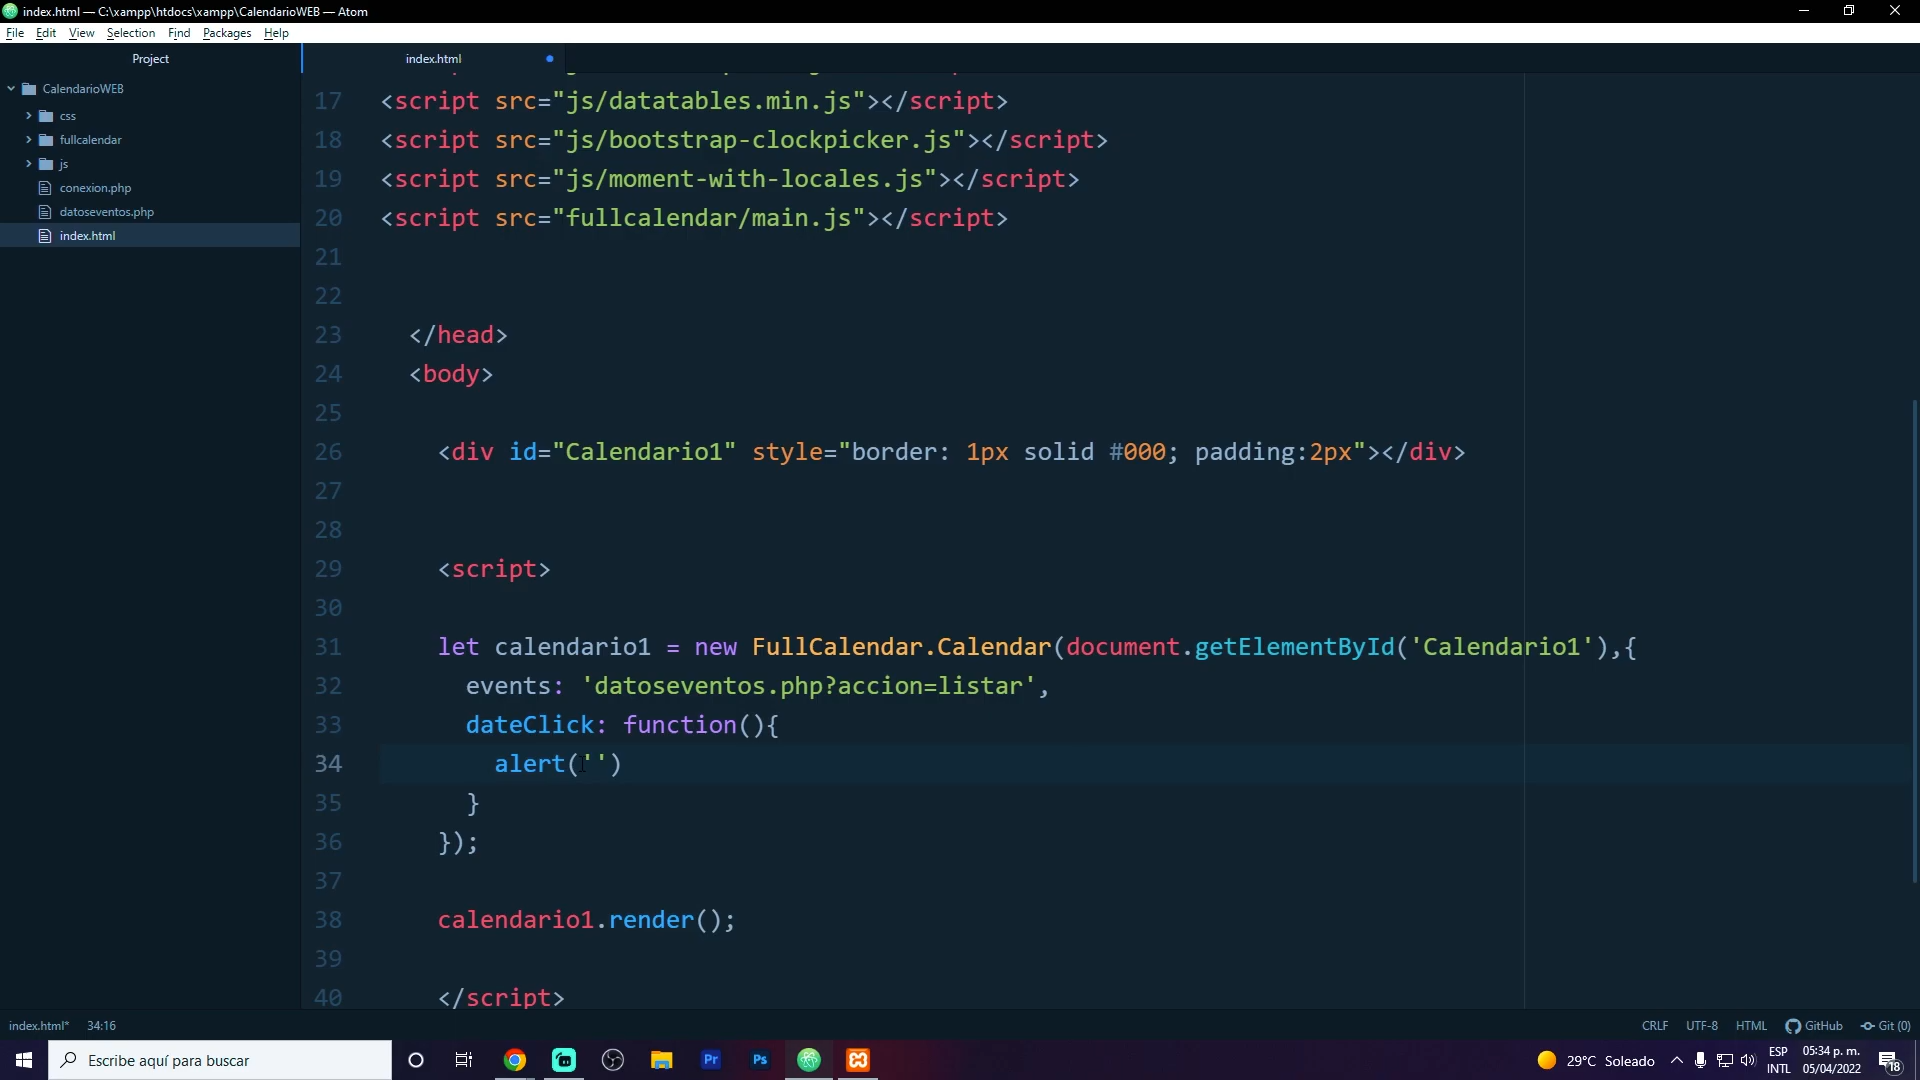 index.html — C:\xampp\htdocs\xampp\CalendarioWEB — Atom
File Edit View Selection Find Packages Help
Project
index.html
CalendarioWEB
css
fullcalendar
js
conexion.php
datoseventos.php
index.html
17 <script src="js/datatables.min.js"></script>
18 <script src="js/bootstrap-clockpicker.js"></script>
19 <script src="js/moment-with-locales.js"></script>
20 <script src="fullcalendar/main.js"></script>
21
22
23 </head>
24 <body>
25
26 <div id="Calendario1" style="border: 1px solid #000; padding:2px"></div>
27
28
29 <script>
30
31 let calendario1 = new FullCalendar.Calendar(document.getElementById('Calendario1'),{
32 events: 'datoseventos.php?accion=listar',
33 dateClick: function(){
34 alert('')
35 }
36 });
37
38 calendario1.render();
39
40 </script>
index.html* 34:16
CRLF UTF-8 HTML GitHub Git (0)
Escribe aquí para buscar
Pr
Ps
29°C Soleado
ESP
INTL
05:34 p. m.
05/04/2022
18